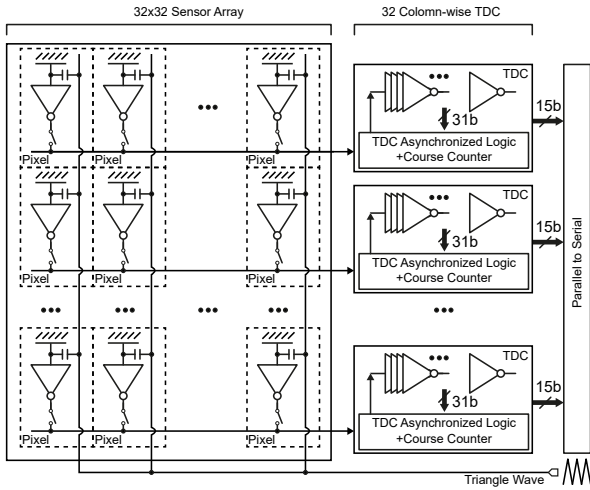 32x32 Sensor Array
32 Colomn-wise TDC
Pixel
Pixel
Pixel
TDC
31b
TDC Asynchronized Logic
+Course Counter
15b
Pixel
Pixel
Pixel
TDC
31b
TDC Asynchronized Logic
+Course Counter
15b
Pixel
Pixel
Pixel
TDC
31b
TDC Asynchronized Logic
+Course Counter
15b
Parallel to Serial
Triangle Wave